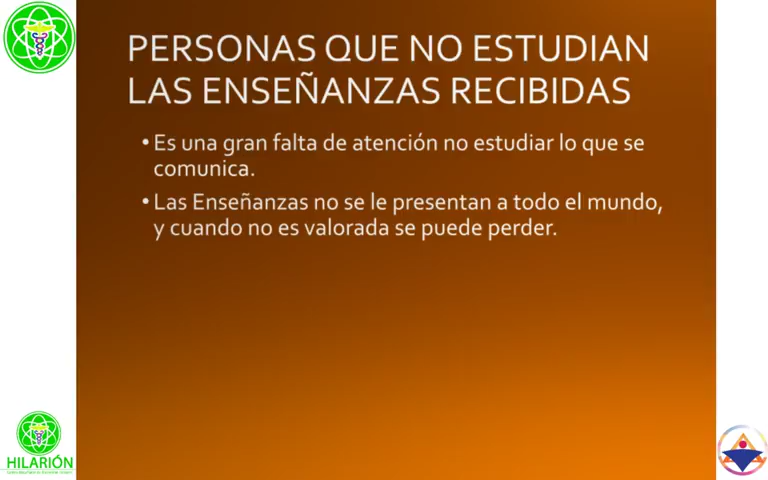 PERSONAS QUE NO ESTUDIAN
LAS ENSEÑANZAS RECIBIDAS
• Es una gran falta de atención no estudiar lo que se
comunica.
• Las Enseñanzas no se le presentan a todo el mundo,
y cuando no es valorada se puede perder.
HILARIÓN